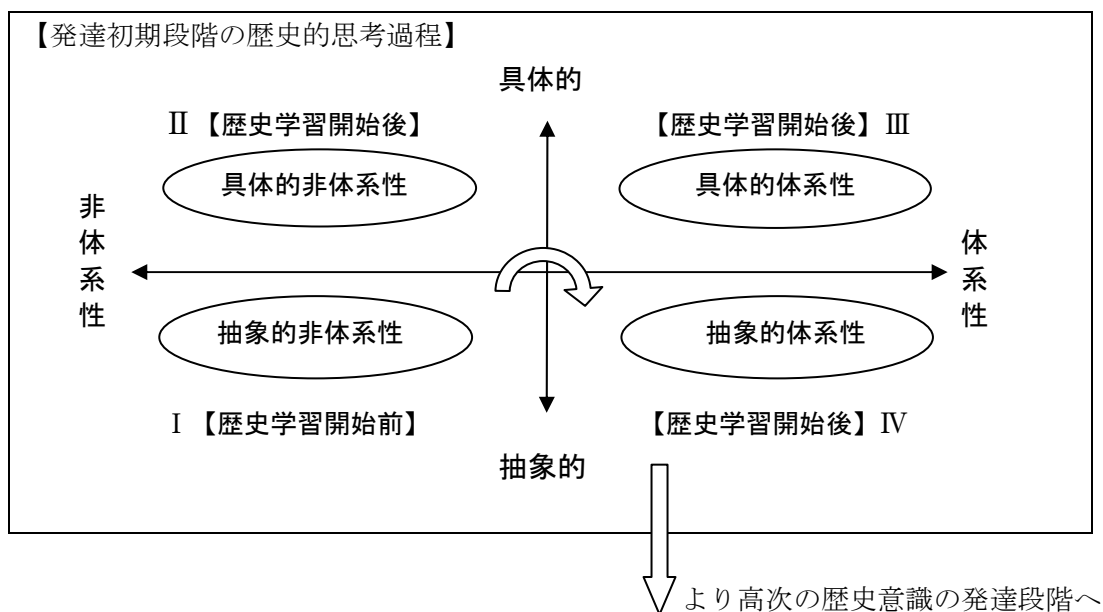 【発達初期段階の歴史的思考過程】
具体的
Ⅱ【歴史学習開始後】
【歴史学習開始後】Ⅲ
具体的非体系性
具体的体系性
非体系性
体系性
抽象的非体系性
抽象的体系性
Ⅰ【歴史学習開始前】
【歴史学習開始後】Ⅳ
抽象的
より高次の歴史意識の発達段階へ